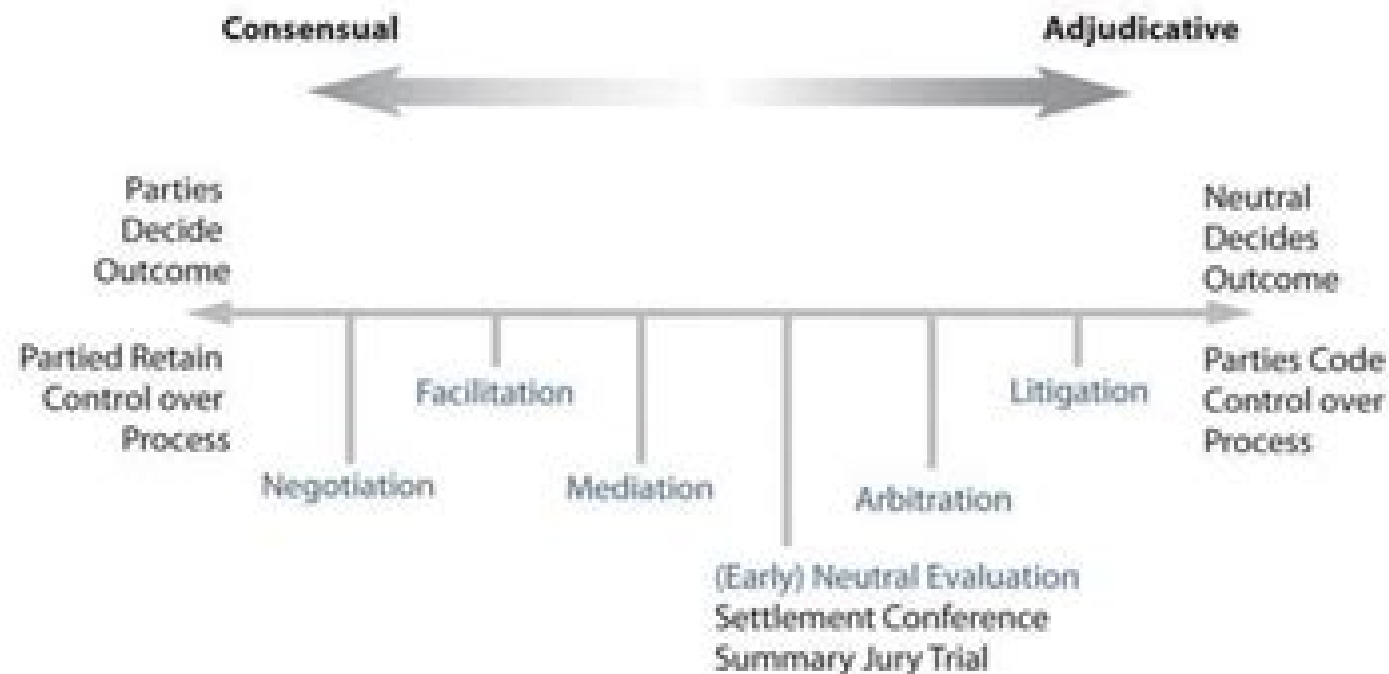 Consensual
Adjudicative
Parties
Decide
Outcome
Neutral
Decides
Outcome
Partied Retain
Control over
Process
Parties Code
Control over
Process
Facilitation
Litigation
Negotiation
Mediation
Arbitration
(Early) Neutral Evaluation
Settlement Conference
Summary Jury Trial